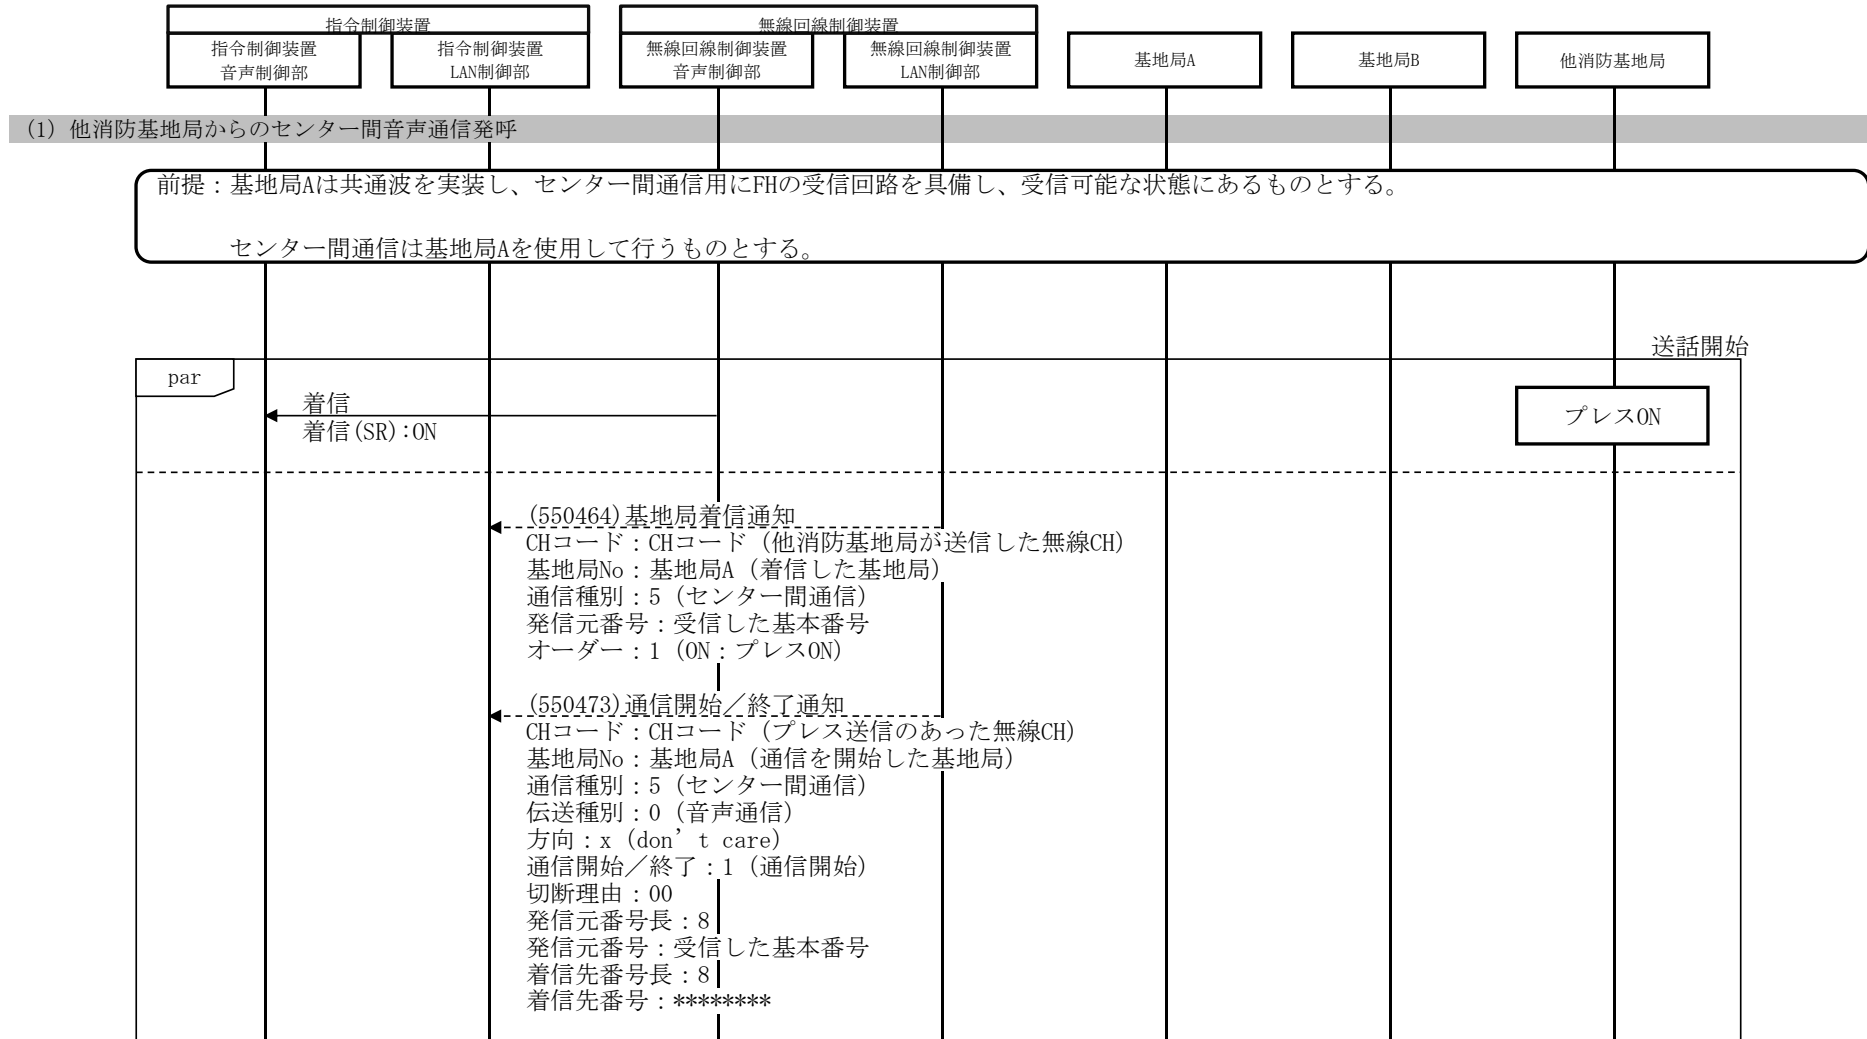 指令制御装置
無線回線制御装置
指令制御装置
音声制御部
指令制御装置
LAN制御部
無線回線制御装置
音声制御部
無線回線制御装置
LAN制御部
基地局A
基地局B
他消防基地局
(1) 他消防基地局からのセンター間音声通信発呼
前提：基地局Aは共通波を実装し、センター間通信用にFHの受信回路を具備し、受信可能な状態にあるものとする。
センター間通信は基地局Aを使用して行うものとする。
送話開始
par
着信
着信(SR):ON
プレスON
(550464)基地局着信通知
CHコード：CHコード（他消防基地局が送信した無線CH）
基地局No：基地局A（着信した基地局）
通信種別：5（センター間通信）
発信元番号：受信した基本番号
オーダー：1（ON：プレスON）
(550473)通信開始／終了通知
CHコード：CHコード（プレス送信のあった無線CH）
基地局No：基地局A（通信を開始した基地局）
通信種別：5（センター間通信）
伝送種別：0（音声通信）
方向：x（don’t care）
通信開始／終了：1（通信開始）
切断理由：00
発信元番号長：8
発信元番号：受信した基本番号
着信先番号長：8
着信先番号：********